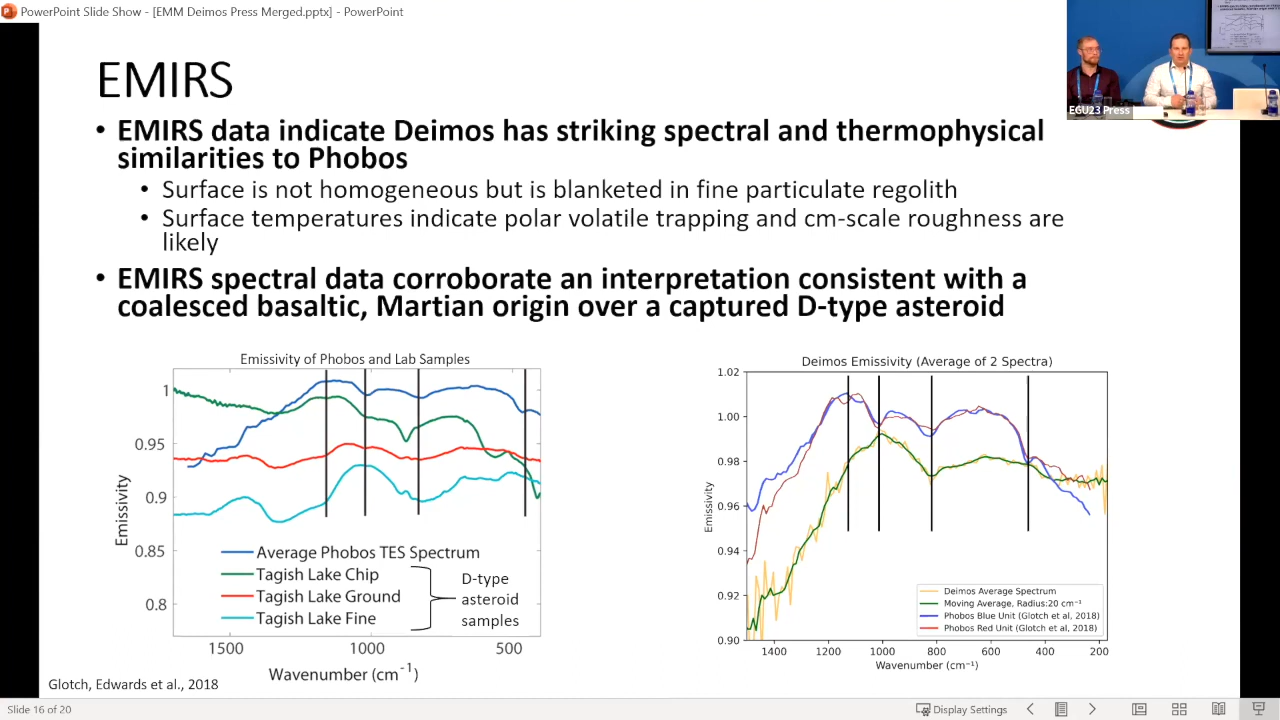 PowerPoint Slide Show - [EMM Deimos Press Merged.pptx] - PowerPoint
EGU23 Press
EMIRS
• EMIRS data indicate Deimos has striking spectral and thermophysical
similarities to Phobos
• Surface is not homogeneous but is blanketed in fine particulate regolith
• Surface temperatures indicate polar volatile trapping and cm-scale roughness are
likely
• EMIRS spectral data corroborate an interpretation consistent with a
coalesced basaltic, Martian origin over a captured D-type asteroid
Emissivity of Phobos and Lab Samples
1
0.95
0.9
0.85
0.8
Emissivity
Average Phobos TES Spectrum
Tagish Lake Chip
Tagish Lake Ground
Tagish Lake Fine
D-type
asteroid
samples
1500 1000 500
Wavenumber (cm⁻¹)
Glotch, Edwards et al., 2018
Deimos Emissivity (Average of 2 Spectra)
1.02
1.00
0.98
0.96
0.94
0.92
0.90
Emissivity
Deimos Average Spectrum
Moving Average, Radius:20 cm⁻¹
Phobos Blue Unit (Glotch et al, 2018)
Phobos Red Unit (Glotch et al, 2018)
1400 1200 1000 800 600 400 200
Wavenumber (cm⁻¹)
Slide 16 of 20
Display Settings